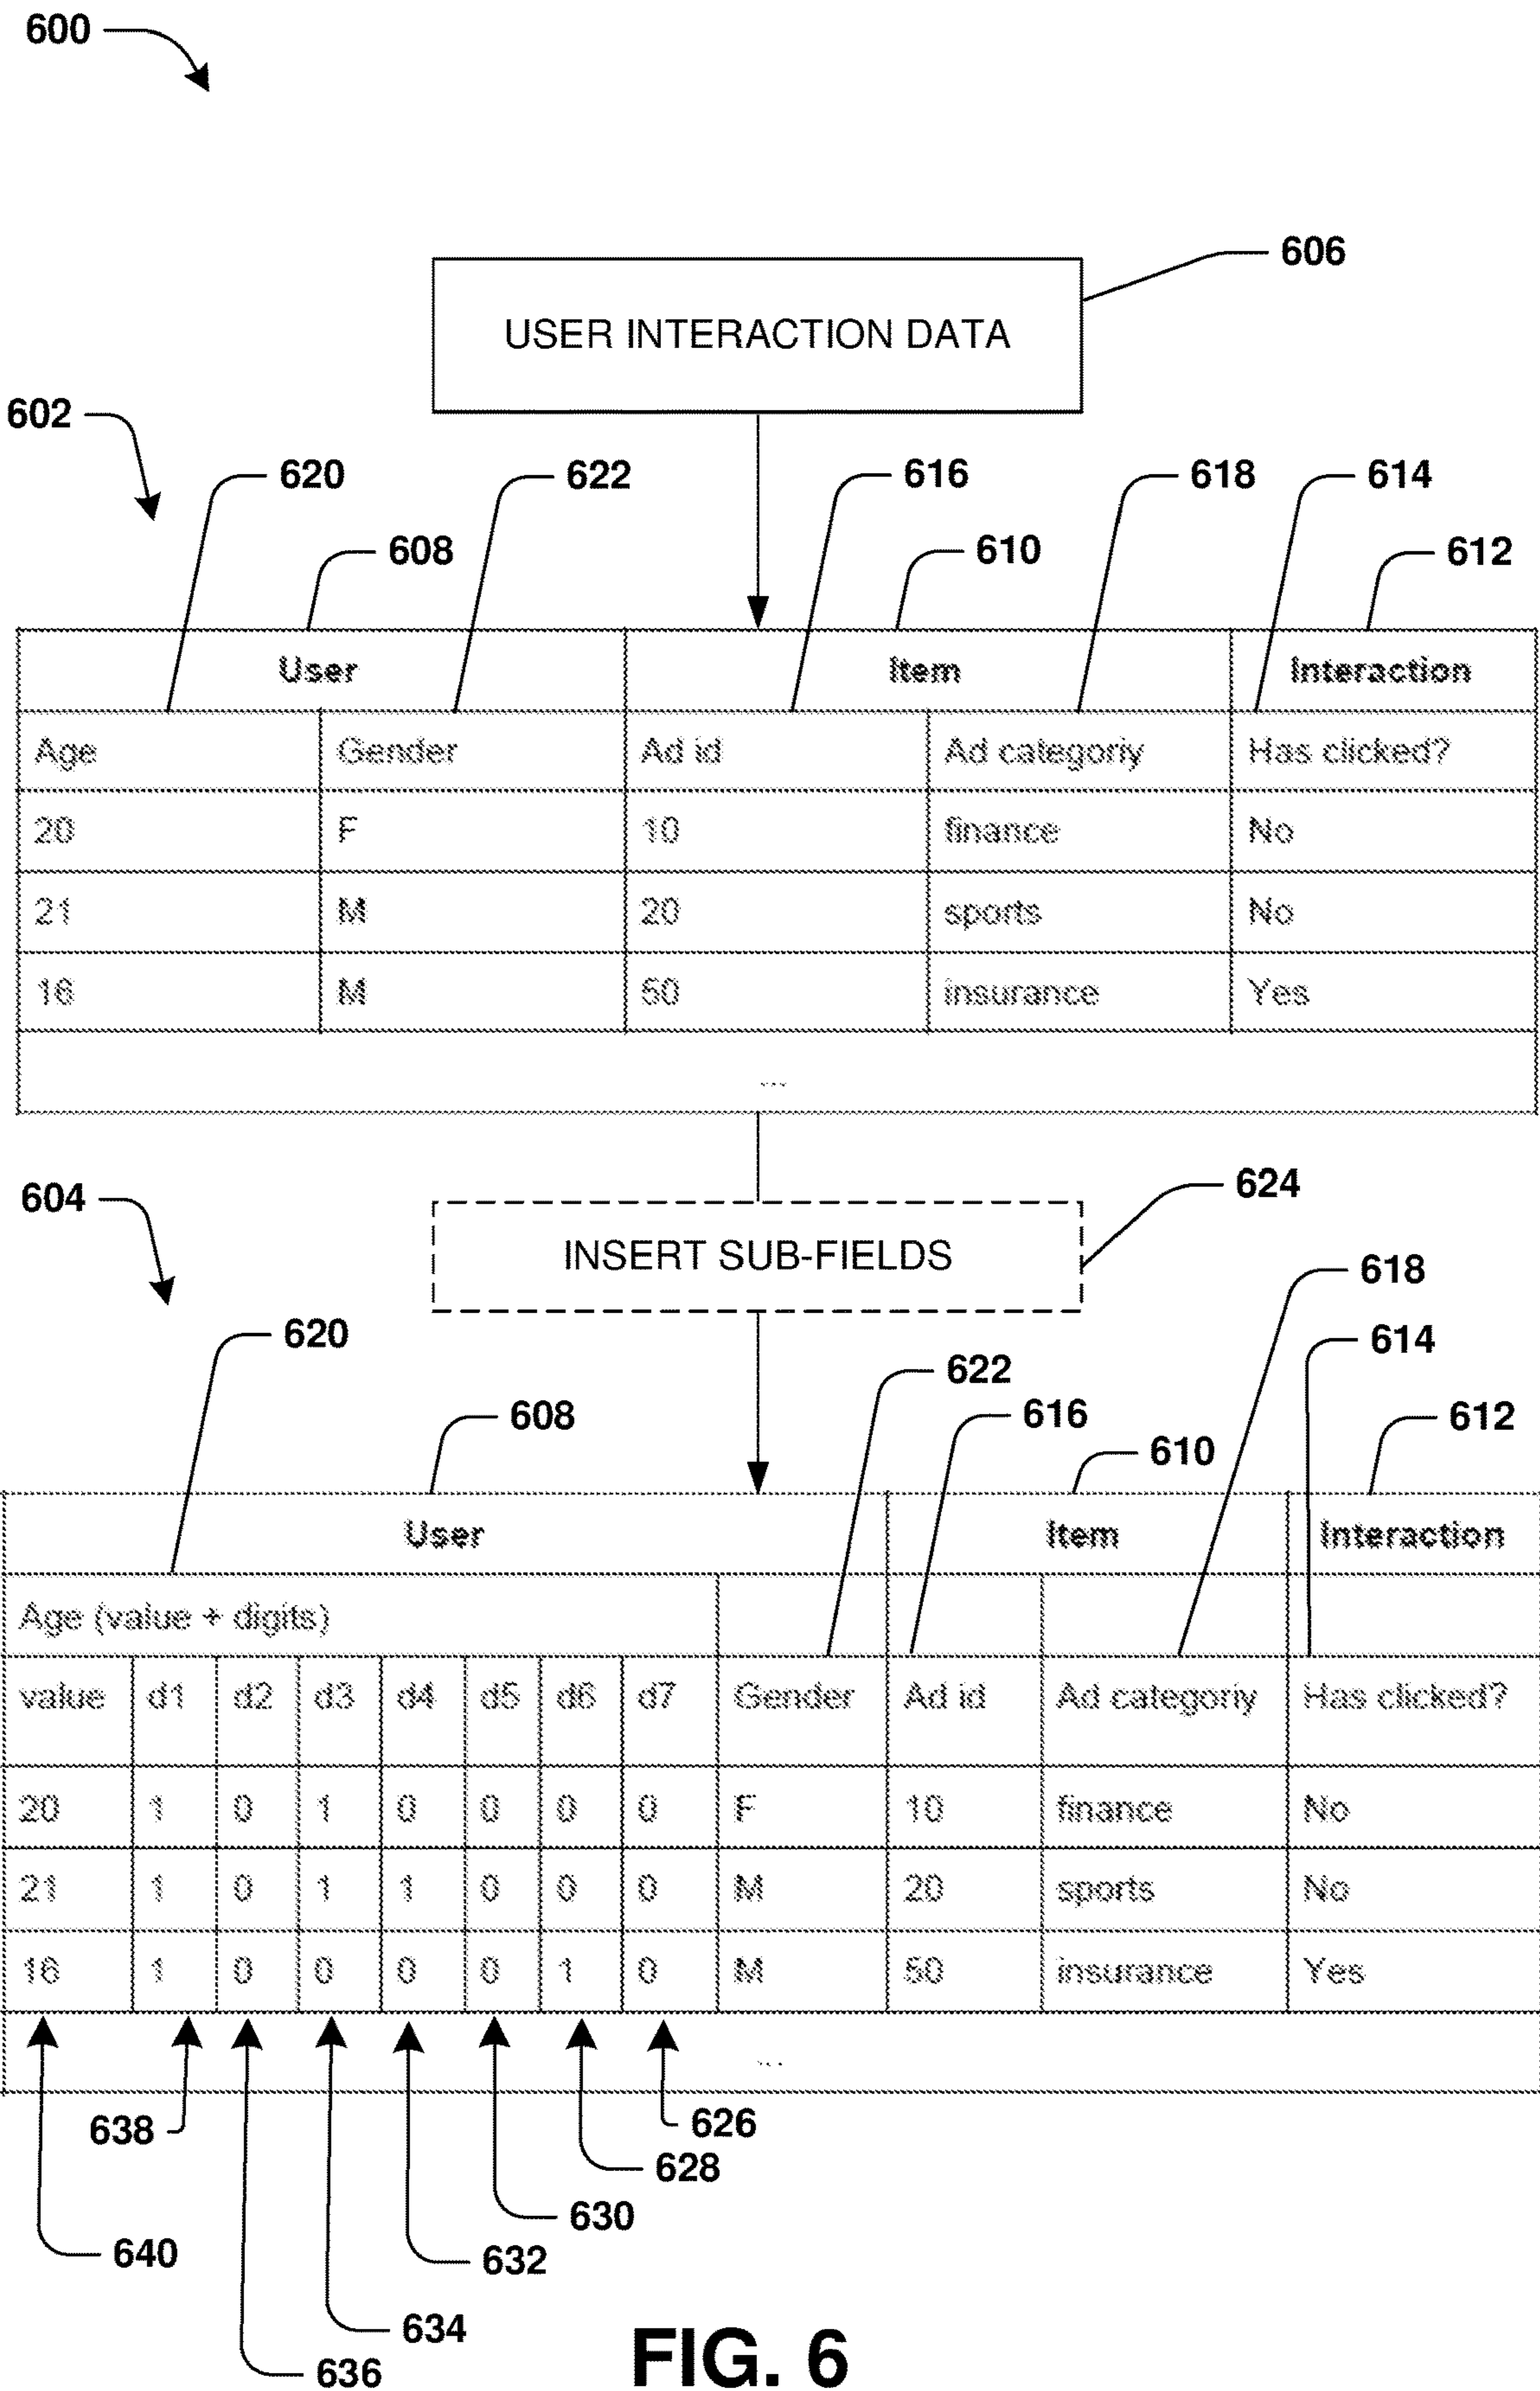 600
606
USER INTERACTION DATA
602
620 622 616 618 614
608 610 612
User Item Interaction
Age Gender Ad id Ad categoriy Has clicked?
20 F 10 finance No
21 M 20 sports No
16 M 50 insurance Yes
...
604
624
INSERT SUB-FIELDS
618
620 614
622
608 616 612
610
User Item Interaction
Age (value + digits)
value d1 d2 d3 d4 d5 d6 d7 Gender Ad id Ad categoriy Has clicked?
20 1 0 1 0 0 0 0 F 10 finance No
21 1 0 1 1 0 0 0 M 20 sports No
16 1 0 0 0 0 1 0 M 50 insurance Yes
...
638 626
628
630
640 632
634
636
FIG. 6